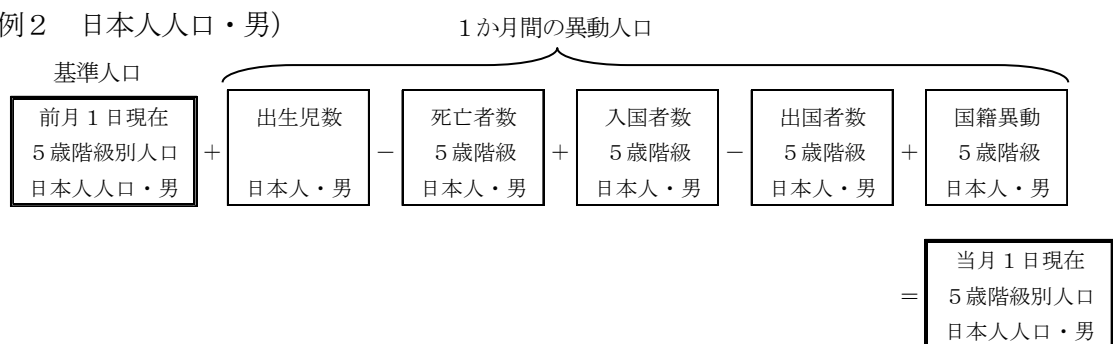 例2 日本人人口・男)
1か月間の異動人口
基準人口
前月1日現在
5歳階級別人口
日本人人口・男
+
出生児数
日本人・男
−
死亡者数
5歳階級
日本人・男
+
入国者数
5歳階級
日本人・男
−
出国者数
5歳階級
日本人・男
+
国籍異動
5歳階級
日本人・男
=
当月1日現在
5歳階級別人口
日本人人口・男